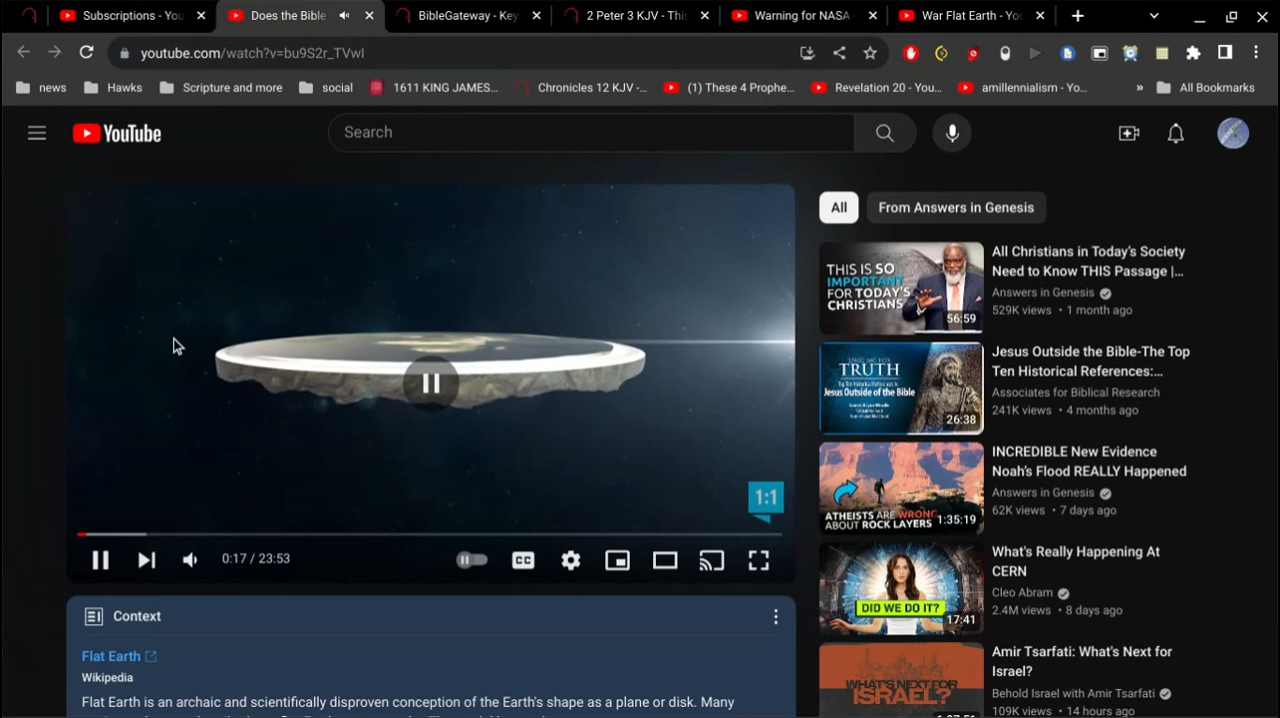 Subscriptions - You
Does the Bible
BibleGateway - Key
2 Peter 3 KJV - This
Warning for NASA
War Flat Earth - You
youtube.com/watch?v=bu9S2r_TVwI
news
Hawks
Scripture and more
social
1611 KING JAMES...
Chronicles 12 KJV -...
(1) These 4 Prophe...
Revelation 20 - You...
amillennialism - Yo...
»
All Bookmarks
YouTube
Search
1:1
0:17 / 23:53
CC
Context
Flat Earth
Wikipedia
Flat Earth is an archaic and scientifically disproven conception of the Earth's shape as a plane or disk. Many
All
From Answers in Genesis
THIS IS SO
IMPORTANT
FOR TODAY'S
CHRISTIANS
56:59
All Christians in Today's Society
Need to Know THIS Passage |...
Answers in Genesis
529K views • 1 month ago
TRUTH
Jesus Outside of the Bible
26:38
Jesus Outside the Bible-The Top
Ten Historical References:...
Associates for Biblical Research
241K views • 4 months ago
ATHEISTS ARE WRONG
ABOUT ROCK LAYERS
1:35:19
INCREDIBLE New Evidence
Noah's Flood REALLY Happened
Answers in Genesis
62K views • 7 days ago
DID WE DO IT?
17:41
What's Really Happening At
CERN
Cleo Abram
2.4M views • 8 days ago
WHAT'S NEXT FOR
ISRAEL?
Amir Tsarfati: What's Next for
Israel?
Behold Israel with Amir Tsarfati
109K views • 14 hours ago